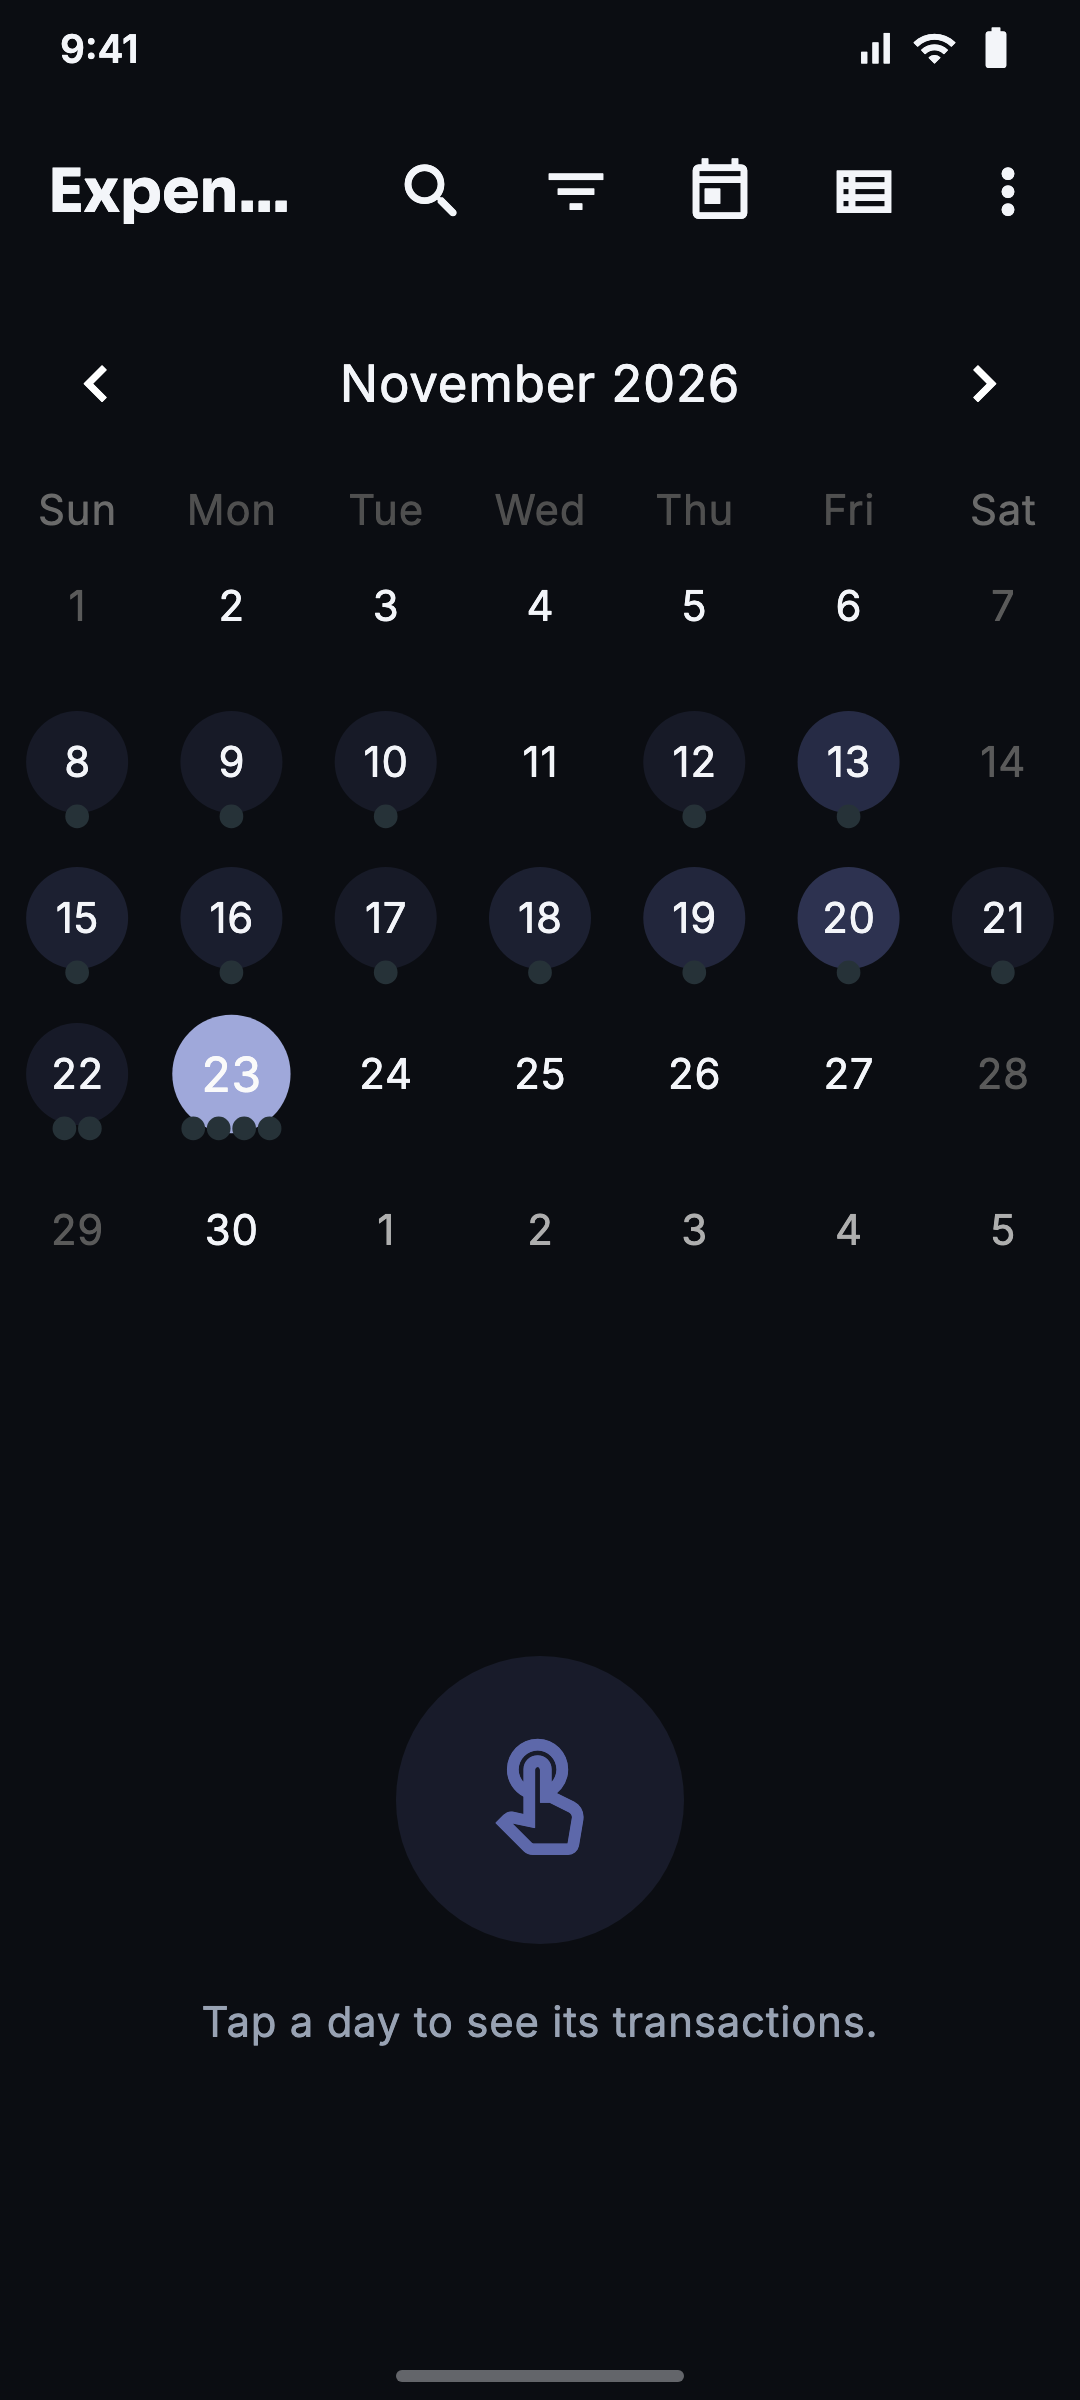 9:41
Expen...
November 2026
Sun Mon Tue Wed Thu Fri Sat
1 2 3 4 5 6 7
8 9 10 11 12 13 14
15 16 17 18 19 20 21
22 23 24 25 26 27 28
29 30 1 2 3 4 5
Tap a day to see its transactions.